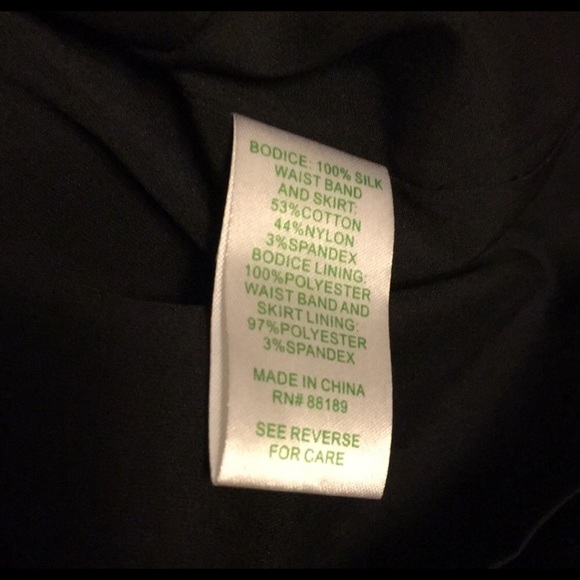 BODICE: 100% SILK
WAIST BAND
AND SKIRT:
53%COTTON
44%NYLON
3%SPANDEX
BODICE LINING:
100%POLYESTER
WAIST BAND AND
SKIRT LINING:
97%POLYESTER
3%SPANDEX
MADE IN CHINA
RN# 88189
SEE REVERSE
FOR CARE